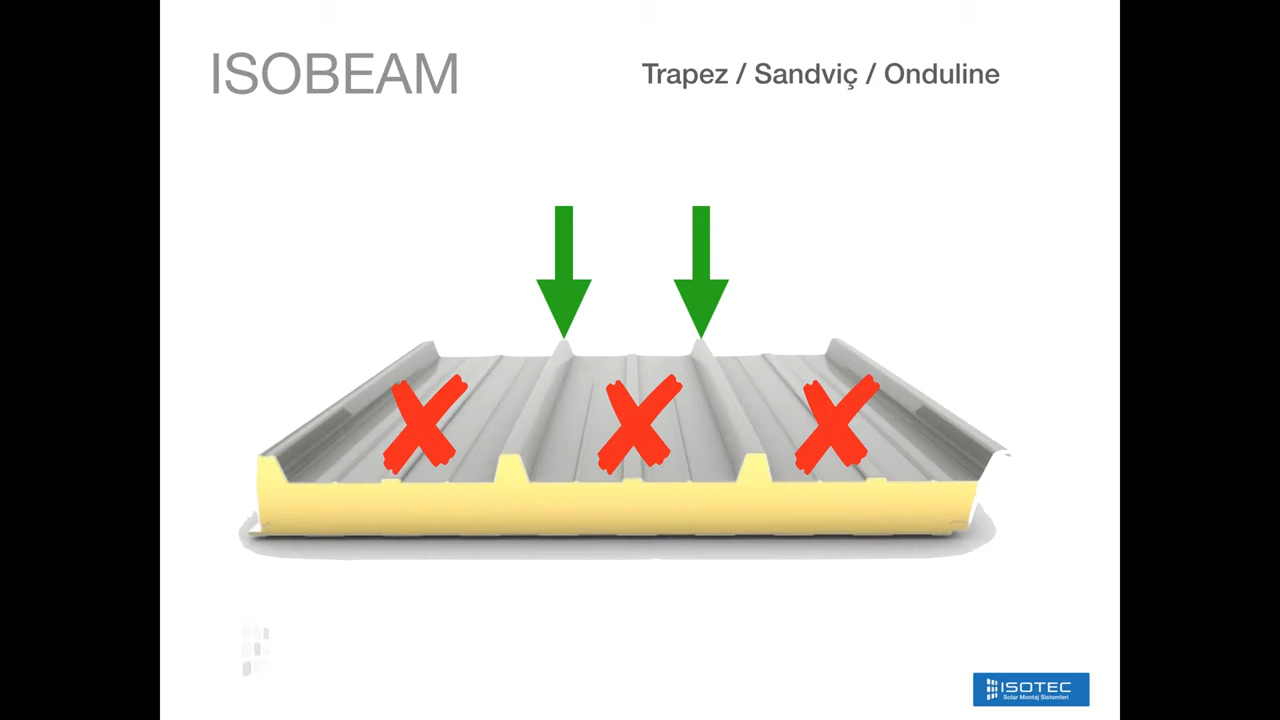 ISOBEAM
Trapez / Sandviç / Onduline
ISOTEC
Solar Montaj Sistemleri